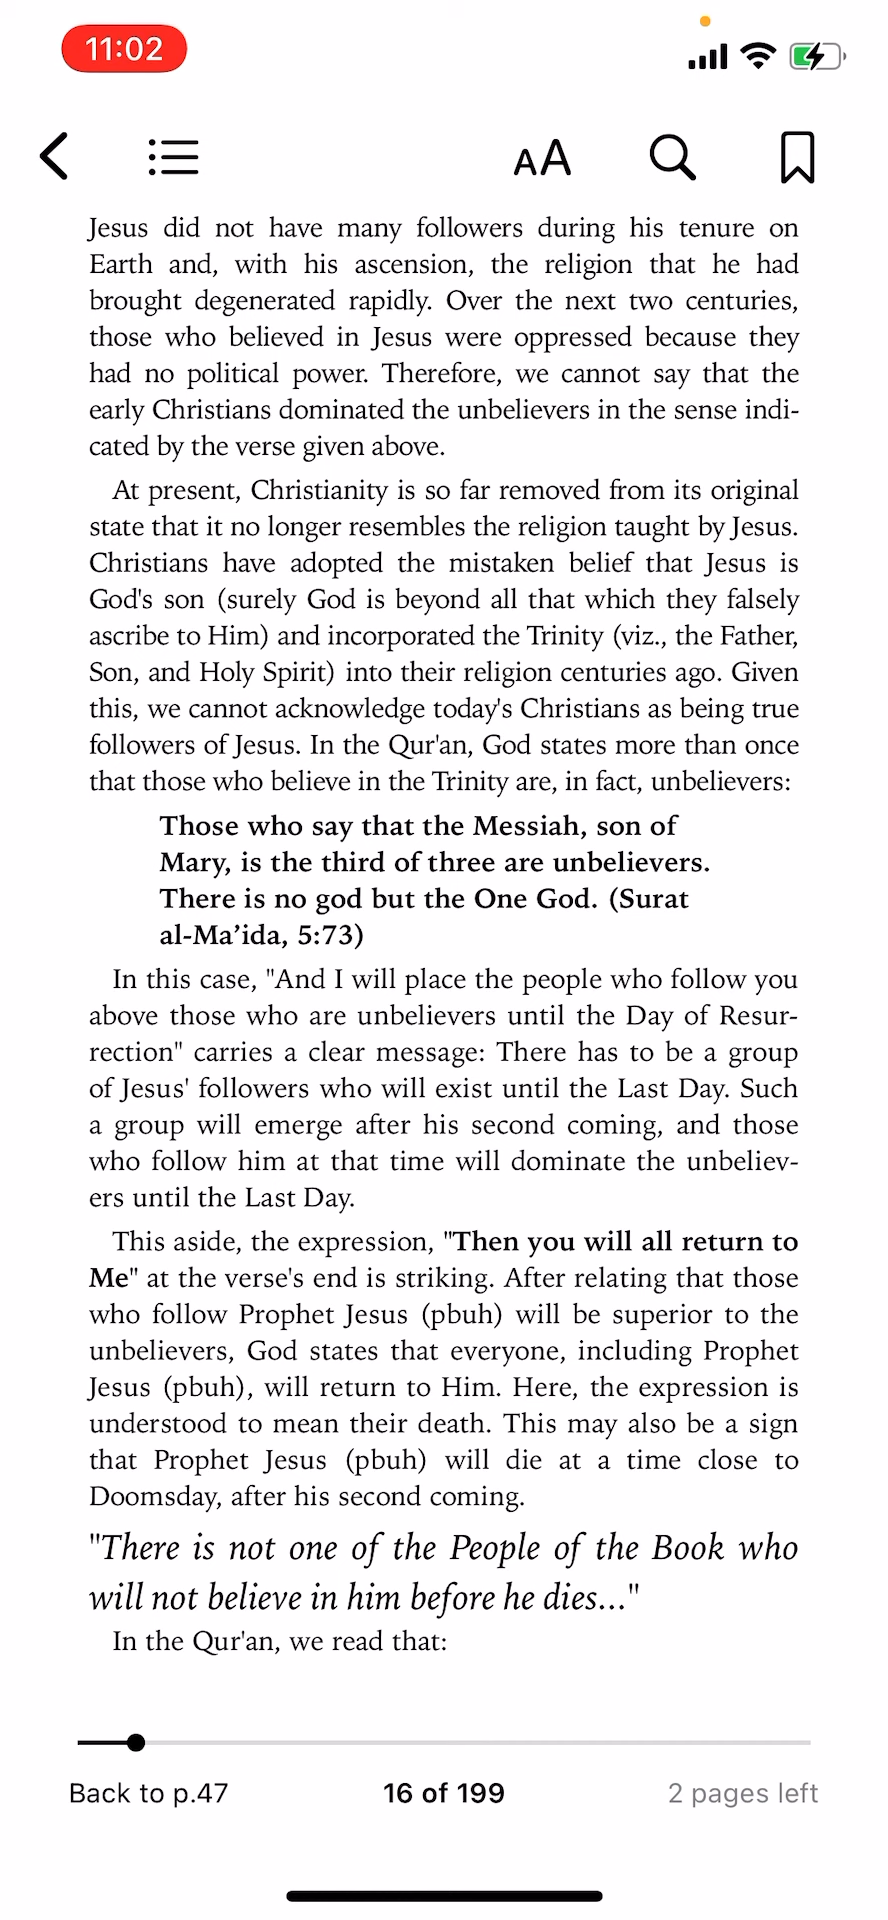 11:02
AA
Jesus did not have many followers during his tenure on
Earth and, with his ascension, the religion that he had
brought degenerated rapidly. Over the next two centuries,
those who believed in Jesus were oppressed because they
had no political power. Therefore, we cannot say that the
early Christians dominated the unbelievers in the sense indi-
cated by the verse given above.
At present, Christianity is so far removed from its original
state that it no longer resembles the religion taught by Jesus.
Christians have adopted the mistaken belief that Jesus is
God's son (surely God is beyond all that which they falsely
ascribe to Him) and incorporated the Trinity (viz., the Father,
Son, and Holy Spirit) into their religion centuries ago. Given
this, we cannot acknowledge today's Christians as being true
followers of Jesus. In the Qur'an, God states more than once
that those who believe in the Trinity are, in fact, unbelievers:
Those who say that the Messiah, son of
Mary, is the third of three are unbelievers.
There is no god but the One God. (Surat
al-Ma’ida, 5:73)
In this case, "And I will place the people who follow you
above those who are unbelievers until the Day of Resur-
rection" carries a clear message: There has to be a group
of Jesus' followers who will exist until the Last Day. Such
a group will emerge after his second coming, and those
who follow him at that time will dominate the unbeliev-
ers until the Last Day.
This aside, the expression, "Then you will all return to
Me" at the verse's end is striking. After relating that those
who follow Prophet Jesus (pbuh) will be superior to the
unbelievers, God states that everyone, including Prophet
Jesus (pbuh), will return to Him. Here, the expression is
understood to mean their death. This may also be a sign
that Prophet Jesus (pbuh) will die at a time close to
Doomsday, after his second coming.
"There is not one of the People of the Book who
will not believe in him before he dies..."
In the Qur'an, we read that:
Back to p.47
16 of 199
2 pages left